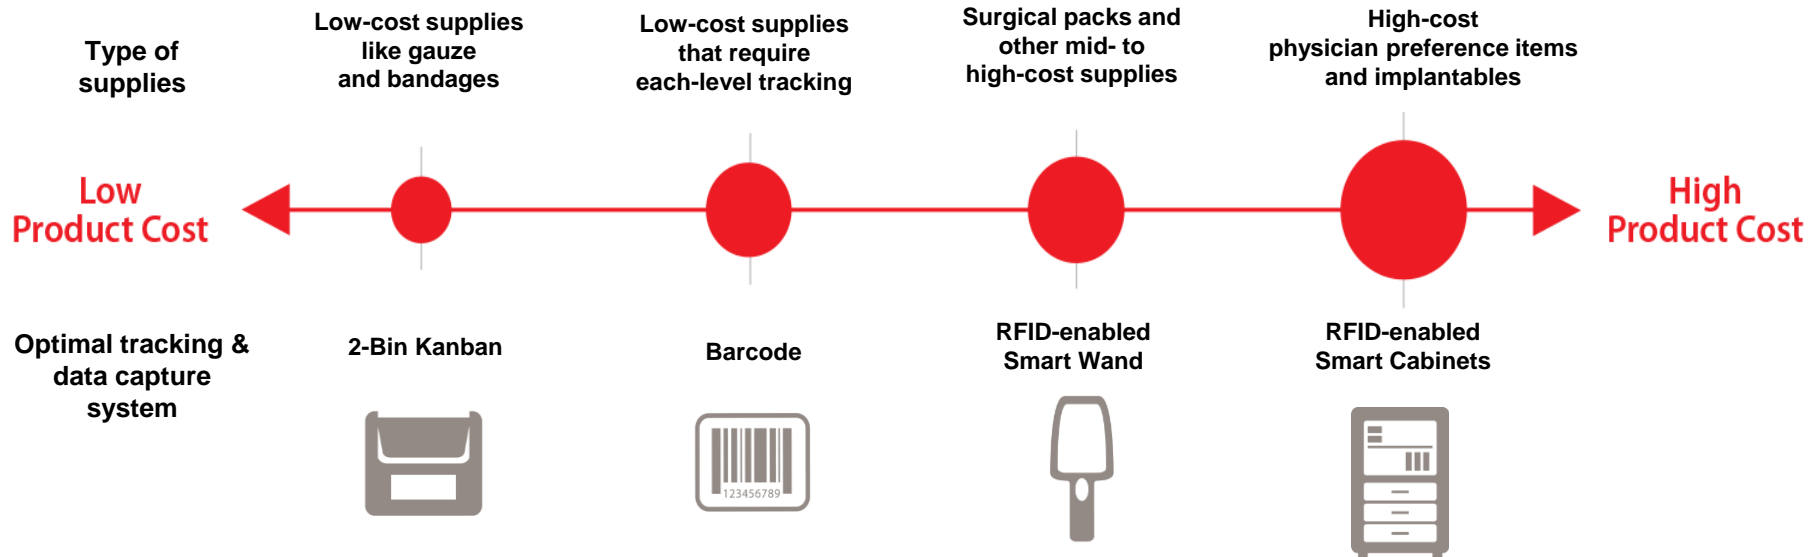 Type of
supplies
Low-cost supplies
like gauze
and bandages
Low-cost supplies
that require
each-level tracking
Surgical packs and
other mid- to
high-cost supplies
High-cost
physician preference items
and implantables
Low
Product Cost
High
Product Cost
Optimal tracking &
data capture
system
2-Bin Kanban
Barcode
RFID-enabled
Smart Wand
RFID-enabled
Smart Cabinets
123456789